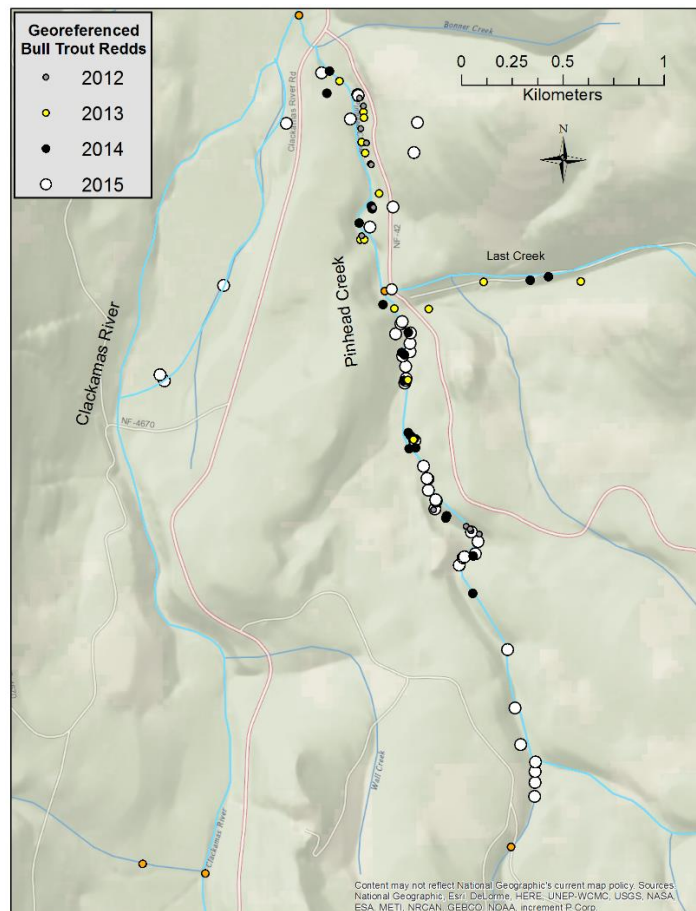 Georeferenced
Bull Trout Redds
2012
2013
2014
2015
Bonner Creek
0 0.25 0.5 1
Kilometers
N
Clackamas River Rd
NF-42
Last Creek
Pinhead Creek
Clackamas River
NF-4670
Wall Creek
Clackamas River
Content may not reflect National Geographic's current map policy. Sources:
National Geographic, Esri, DeLorme, HERE, UNEP-WCMC, USGS, NASA,
ESA, METI, NRCAN, GEBCO, NOAA, increment P Corp.